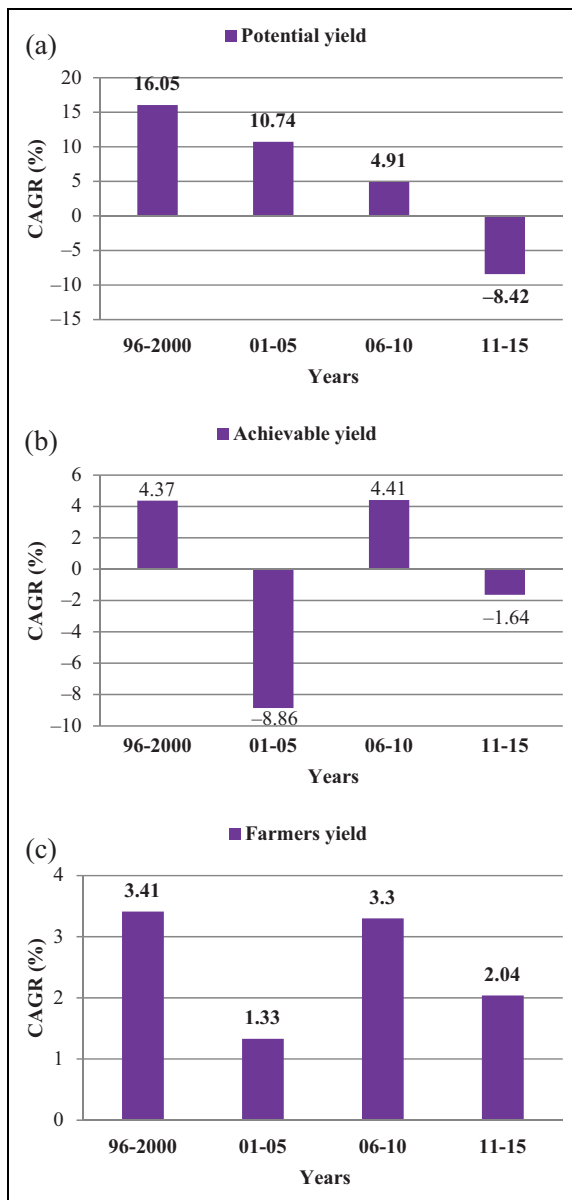 (a)
Potential yield
CAGR (%)
20
15
10
5
0
–5
–10
–15
16.05
10.74
4.91
–8.42
96-2000 01-05 06-10 11-15
Years
(b)
Achievable yield
CAGR (%)
6
4
2
0
–2
–4
–6
–8
–10
4.37
–8.86
4.41
–1.64
96-2000 01-05 06-10 11-15
Years
(c)
Farmers yield
CAGR (%)
4
3
2
1
0
3.41
1.33
3.3
2.04
96-2000 01-05 06-10 11-15
Years